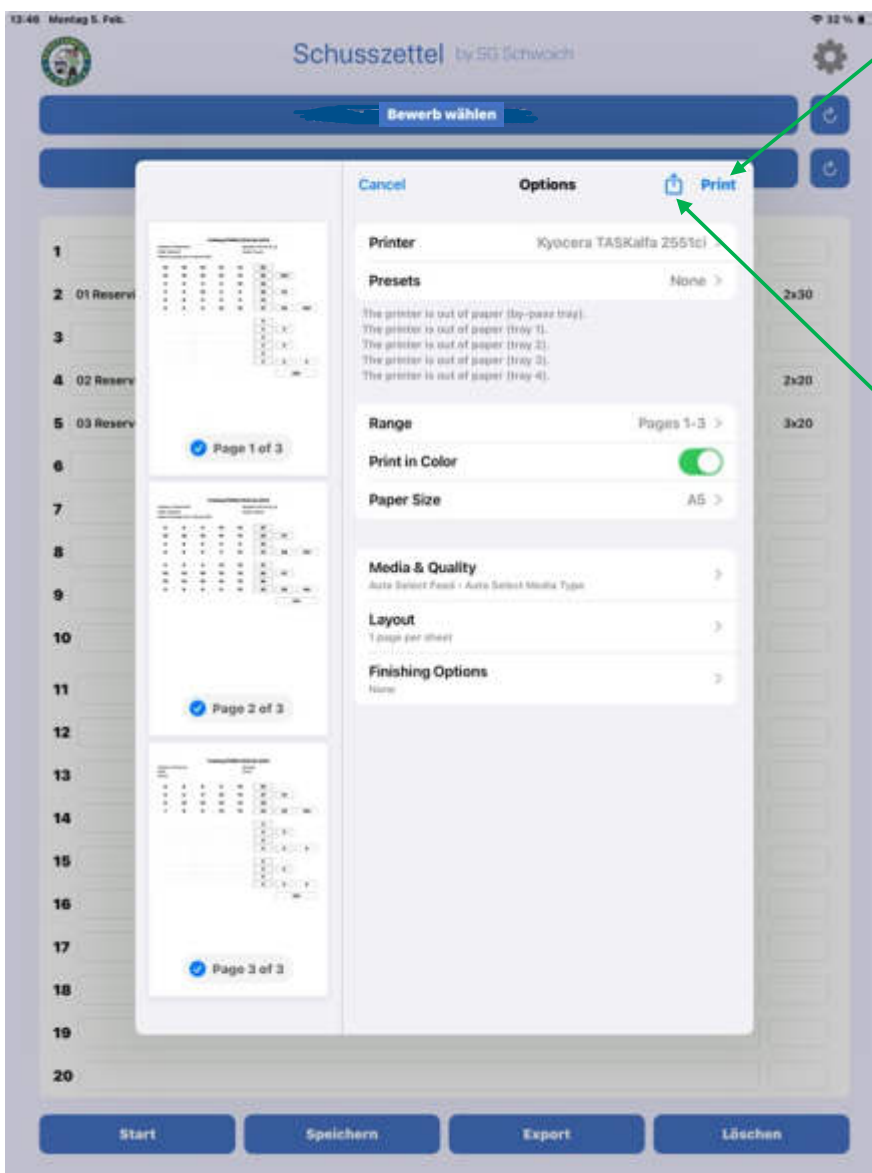 13:46 Montag 5. Feb.
32 %
Schusszettel by SG Schwoich
Bewerb wählen
Cancel Options Print
Printer Kyocera TASKalfa 2551ci >
Presets None >
The printer is out of paper (by-pass tray).
The printer is out of paper (tray 1).
The printer is out of paper (tray 2).
The printer is out of paper (tray 3).
The printer is out of paper (tray 4).
Range Pages 1-3 >
Print in Color
Paper Size A5 >
Media & Quality >
Auto Select Feed - Auto Select Media Type
Layout >
1 page per sheet
Finishing Options >
None
Page 1 of 3
Page 2 of 3
Page 3 of 3
1
2 01 Reservi 2x30
3
4 02 Reserv 2x20
5 03 Reserv 3x20
6
7
8
9
10
11
12
13
14
15
16
17
18
19
20
Start Speichern Export Löschen